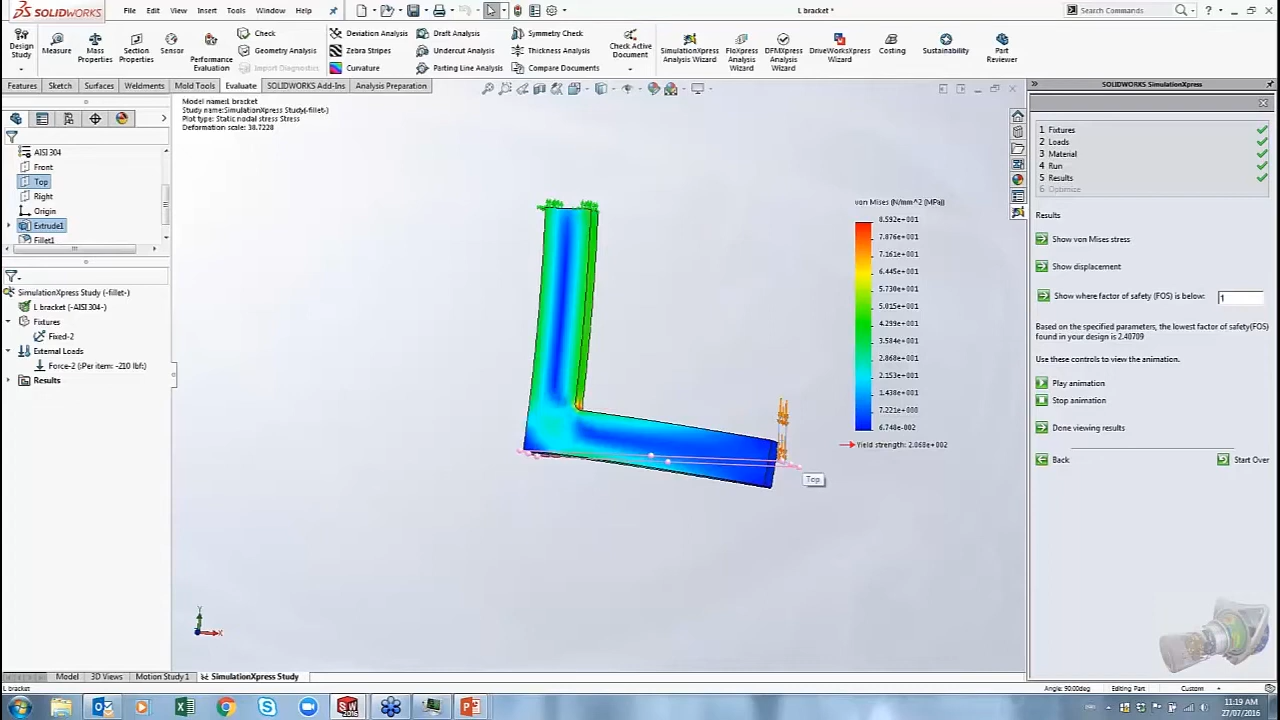 SOLIDWORKS
File Edit View Insert Tools Window Help
L bracket *
Search Commands
Design Study
Measure
Mass Properties
Section Properties
Sensor
Performance Evaluation
Check
Geometry Analysis
Import Diagnostics
Deviation Analysis
Zebra Stripes
Curvature
Draft Analysis
Undercut Analysis
Parting Line Analysis
Symmetry Check
Thickness Analysis
Compare Documents
Check Active Document
SimulationXpress Analysis Wizard
FloXpress Analysis Wizard
DFMXpress Analysis Wizard
DriveWorksXpress Wizard
Costing
Sustainability
Part Reviewer
Features Sketch Surfaces Weldments Mold Tools Evaluate SOLIDWORKS Add-Ins Analysis Preparation
AISI 304
Front
Top
Right
Origin
Extrude1
Fillet1
SimulationXpress Study (-fillet-)
L bracket (-AISI 304-)
Fixtures
Fixed-2
External Loads
Force-2 (:Per item: -210 lbf:)
Results
Model name:L bracket
Study name:SimulationXpress Study(-fillet-)
Plot type: Static nodal stress Stress
Deformation scale: 38.7228
Top
von Mises (N/mm^2 (MPa))
8.592e+001
7.876e+001
7.161e+001
6.445e+001
5.730e+001
5.015e+001
4.299e+001
3.584e+001
2.868e+001
2.153e+001
1.438e+001
7.221e+000
6.748e-002
Yield strength: 2.068e+002
Y
X
SOLIDWORKS SimulationXpress
1 Fixtures
2 Loads
3 Material
4 Run
5 Results
6 Optimize
Results
Show von Mises stress
Show displacement
Show where factor of safety (FOS) is below: 1
Based on the specified parameters, the lowest factor of safety(FOS)
found in your design is 2.40709
Use these controls to view the animation.
Play animation
Stop animation
Done viewing results
Back Start Over
Model 3D Views Motion Study 1 SimulationXpress Study
L bracket
Angle: 90.00deg Editing Part Custom
11:19 AM
27/07/2016